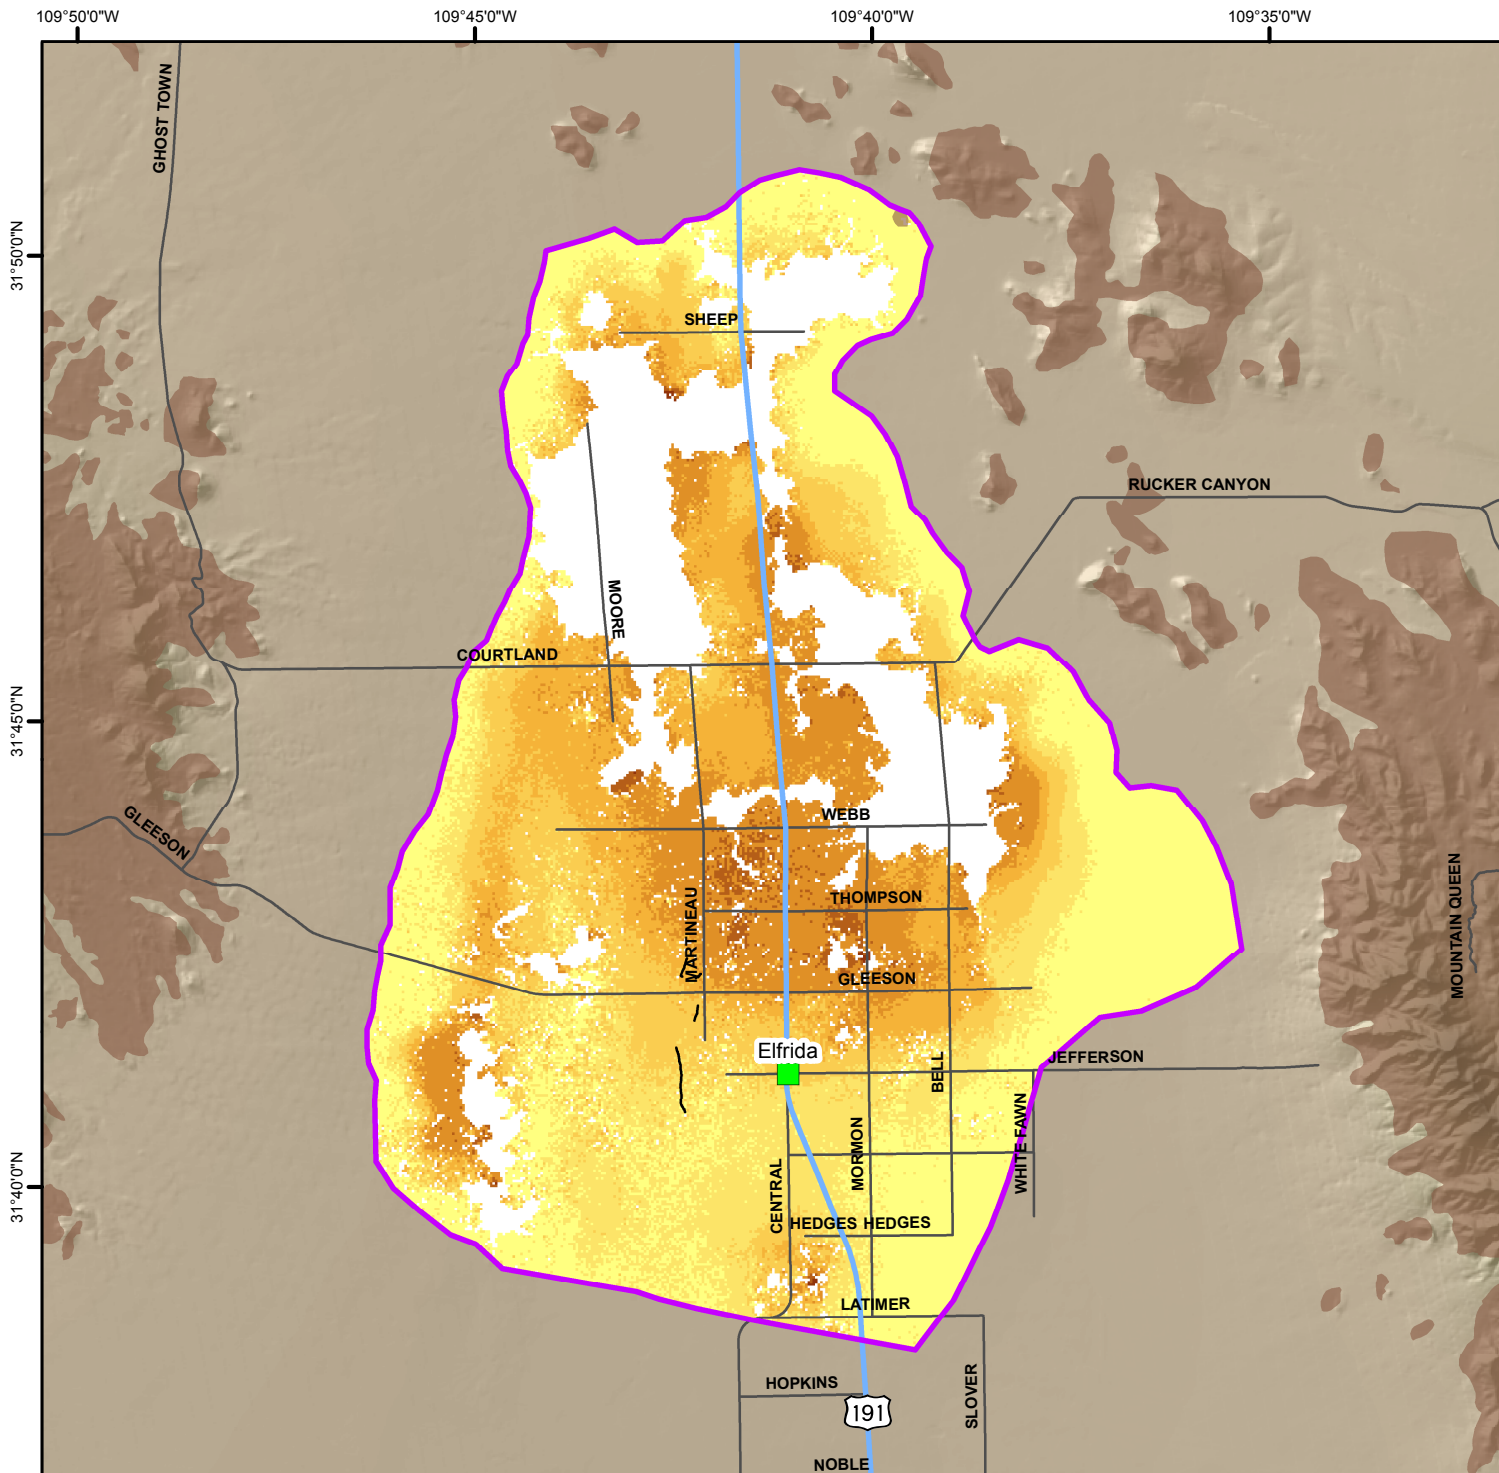 109°50'0"W
109°45'0"W
109°40'0"W
109°35'0"W
GHOST TOWN
31°50'0"N
SHEEP
RUCKER CANYON
MOORE
COURTLAND
31°45'0"N
GLEESON
WEBB
MARTINEAU
THOMPSON
MOUNTAIN QUEEN
GLEESON
Elfrida
JEFFERSON
BELL
WHITE FAWN
MORMON
CENTRAL
31°40'0"N
HEDGES HEDGES
LATIMER
HOPKINS
SLOVER
191
NOBLE